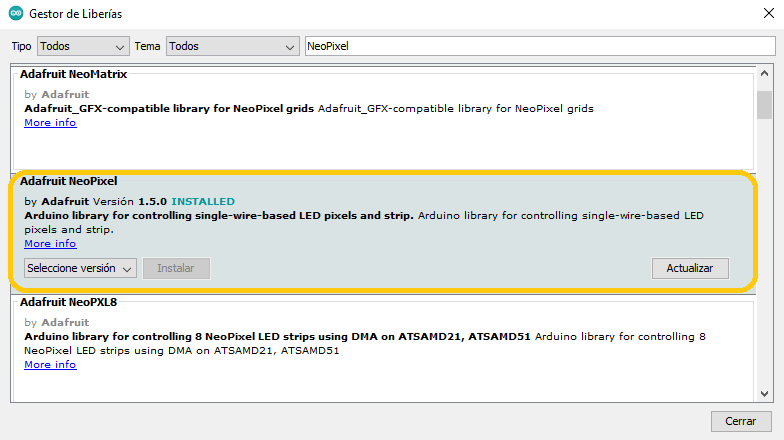 Gestor de Liberías
Tipo Todos Tema Todos NeoPixel
Adafruit NeoMatrix
by Adafruit
Adafruit_GFX-compatible library for NeoPixel grids Adafruit_GFX-compatible library for NeoPixel grids
More info
Adafruit NeoPixel
by Adafruit Versión 1.5.0 INSTALLED
Arduino library for controlling single-wire-based LED pixels and strip. Arduino library for controlling single-wire-based LED
pixels and strip.
More info
Seleccione versión Instalar Actualizar
Adafruit NeoPXL8
by Adafruit
Arduino library for controlling 8 NeoPixel LED strips using DMA on ATSAMD21, ATSAMD51 Arduino library for controlling 8
NeoPixel LED strips using DMA on ATSAMD21, ATSAMD51
More info
Cerrar